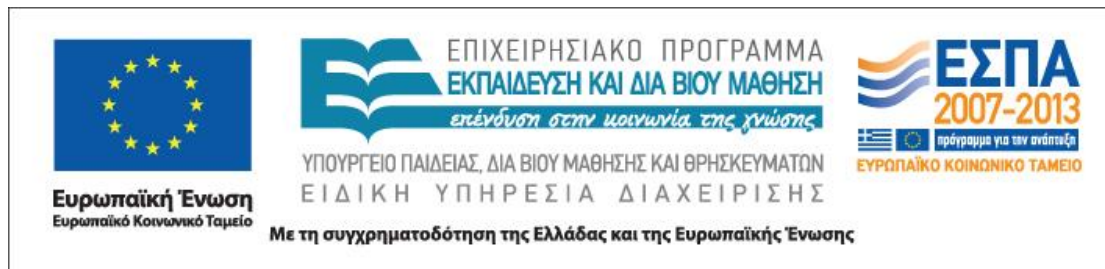 Ευρωπαϊκή Ένωση
Ευρωπαϊκό Κοινωνικό Ταμείο
ΕΠΙΧΕΙΡΗΣΙΑΚΟ ΠΡΟΓΡΑΜΜΑ
ΕΚΠΑΙΔΕΥΣΗ ΚΑΙ ΔΙΑ ΒΙΟΥ ΜΑΘΗΣΗ
επένδυση στην κοινωνία της γνώσης
ΥΠΟΥΡΓΕΙΟ ΠΑΙΔΕΙΑΣ, ΔΙΑ ΒΙΟΥ ΜΑΘΗΣΗΣ ΚΑΙ ΘΡΗΣΚΕΥΜΑΤΩΝ
ΕΙΔΙΚΗ ΥΠΗΡΕΣΙΑ ΔΙΑΧΕΙΡΙΣΗΣ
Με τη συγχρηματοδότηση της Ελλάδας και της Ευρωπαϊκής Ένωσης
ΕΣΠΑ
2007-2013
πρόγραμμα για την ανάπτυξη
ΕΥΡΩΠΑΪΚΟ ΚΟΙΝΩΝΙΚΟ ΤΑΜΕΙΟ